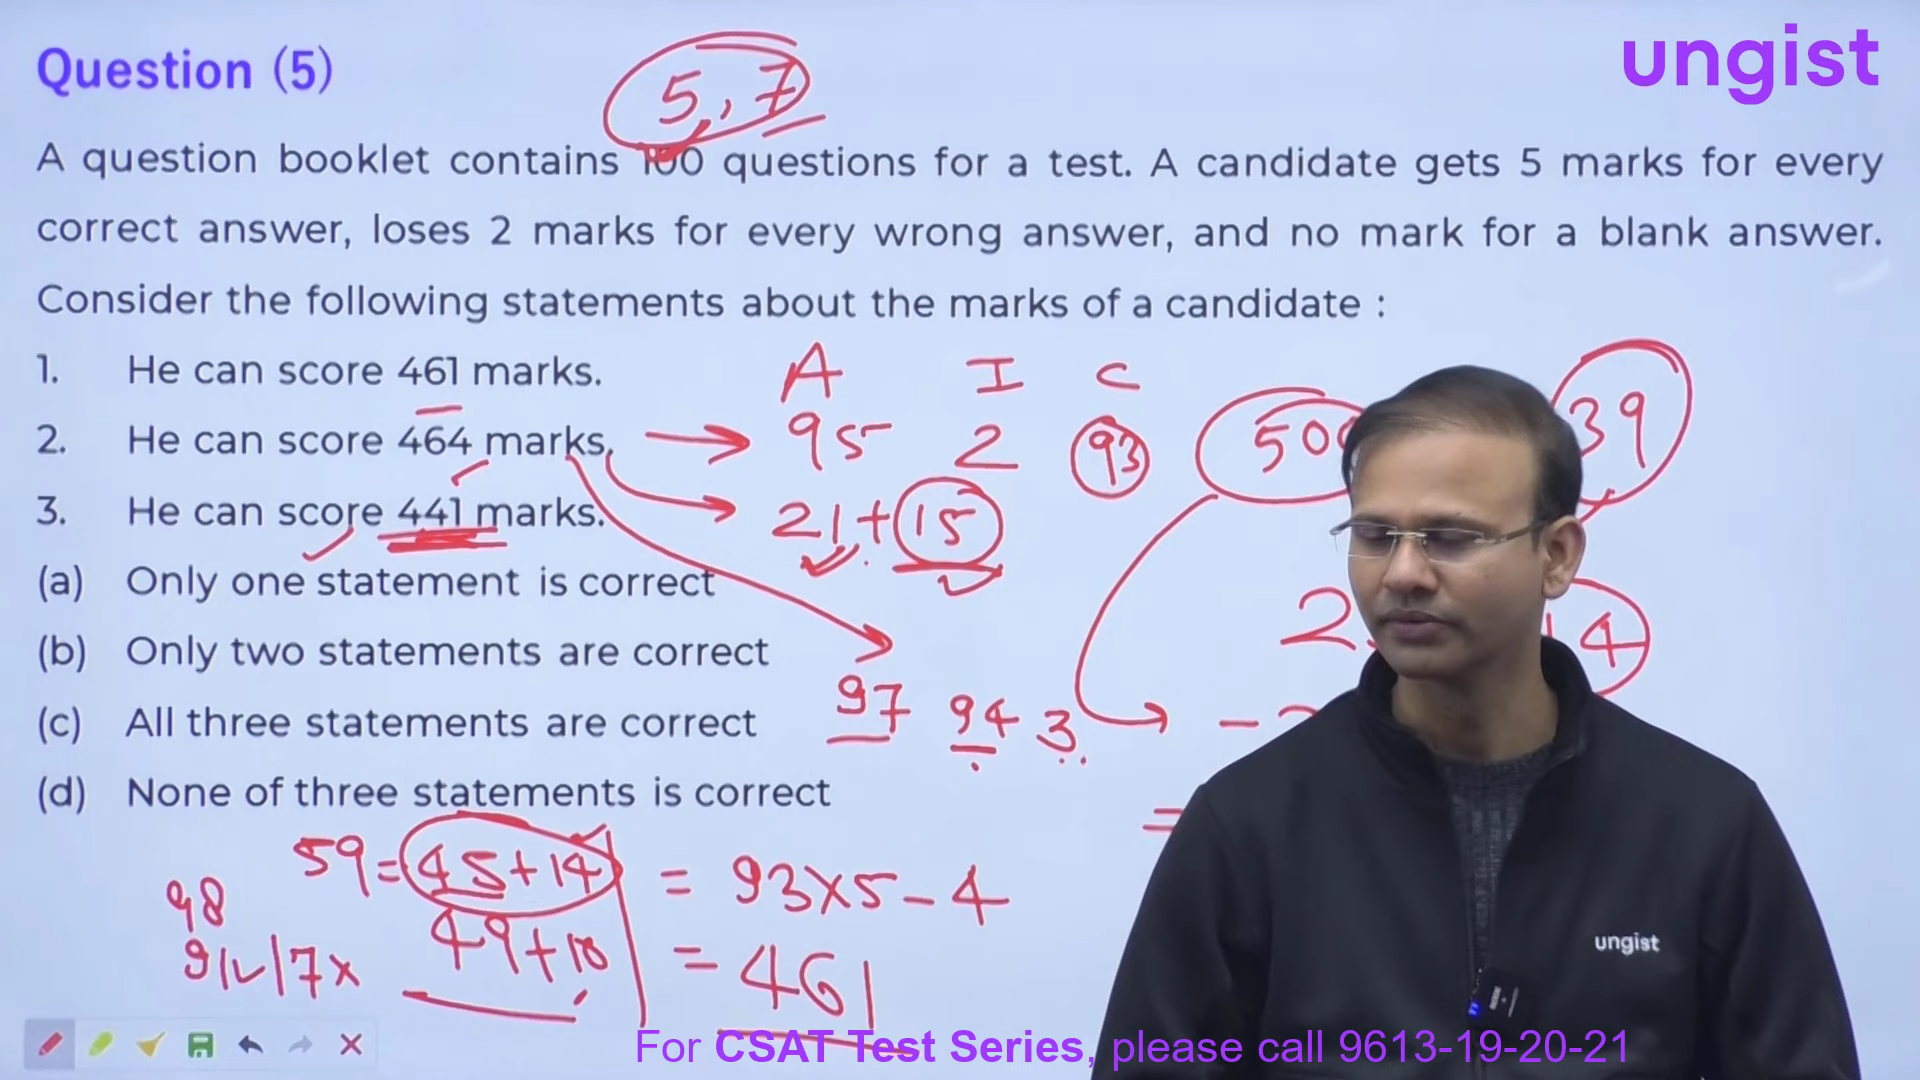 Question (5)
ungist
5, 7
A question booklet contains 100 questions for a test. A candidate gets 5 marks for every
correct answer, loses 2 marks for every wrong answer, and no mark for a blank answer.
Consider the following statements about the marks of a candidate :
1. He can score 461 marks.
2. He can score 464 marks.
3. He can score 441 marks.
(a) Only one statement is correct
(b) Only two statements are correct
(c) All three statements are correct
(d) None of three statements is correct
A I C
95 2 93
500 39
21+15
2 14
97 94 3
59=45+14 = 93×5-4
49+10 = 461
98
ungist
For CSAT Test Series, please call 9613-19-20-21